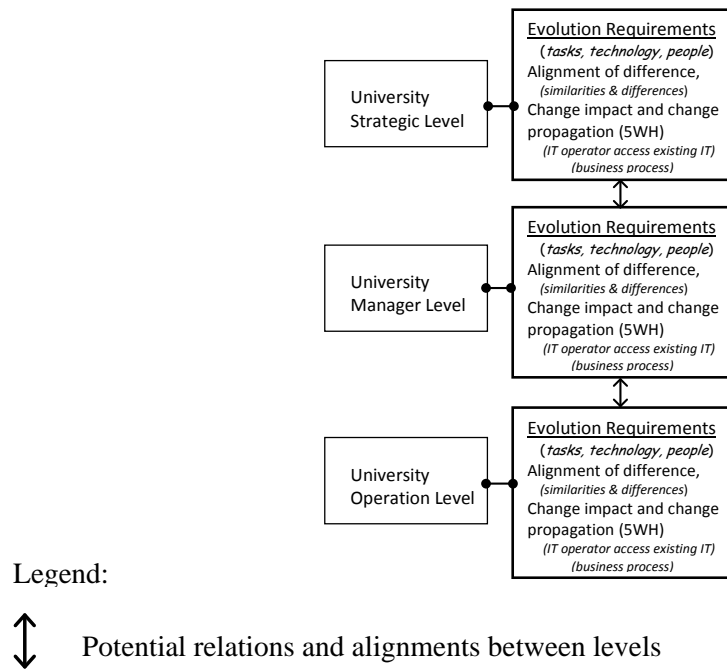 University
Strategic Level
Evolution Requirements
(tasks, technology, people)
Alignment of difference,
(similarities & differences)
Change impact and change
propagation (5WH)
(IT operator access existing IT)
(business process)
University
Manager Level
Evolution Requirements
(tasks, technology, people)
Alignment of difference,
(similarities & differences)
Change impact and change
propagation (5WH)
(IT operator access existing IT)
(business process)
University
Operation Level
Evolution Requirements
(tasks, technology, people)
Alignment of difference,
(similarities & differences)
Change impact and change
propagation (5WH)
(IT operator access existing IT)
(business process)
Legend:
Potential relations and alignments between levels